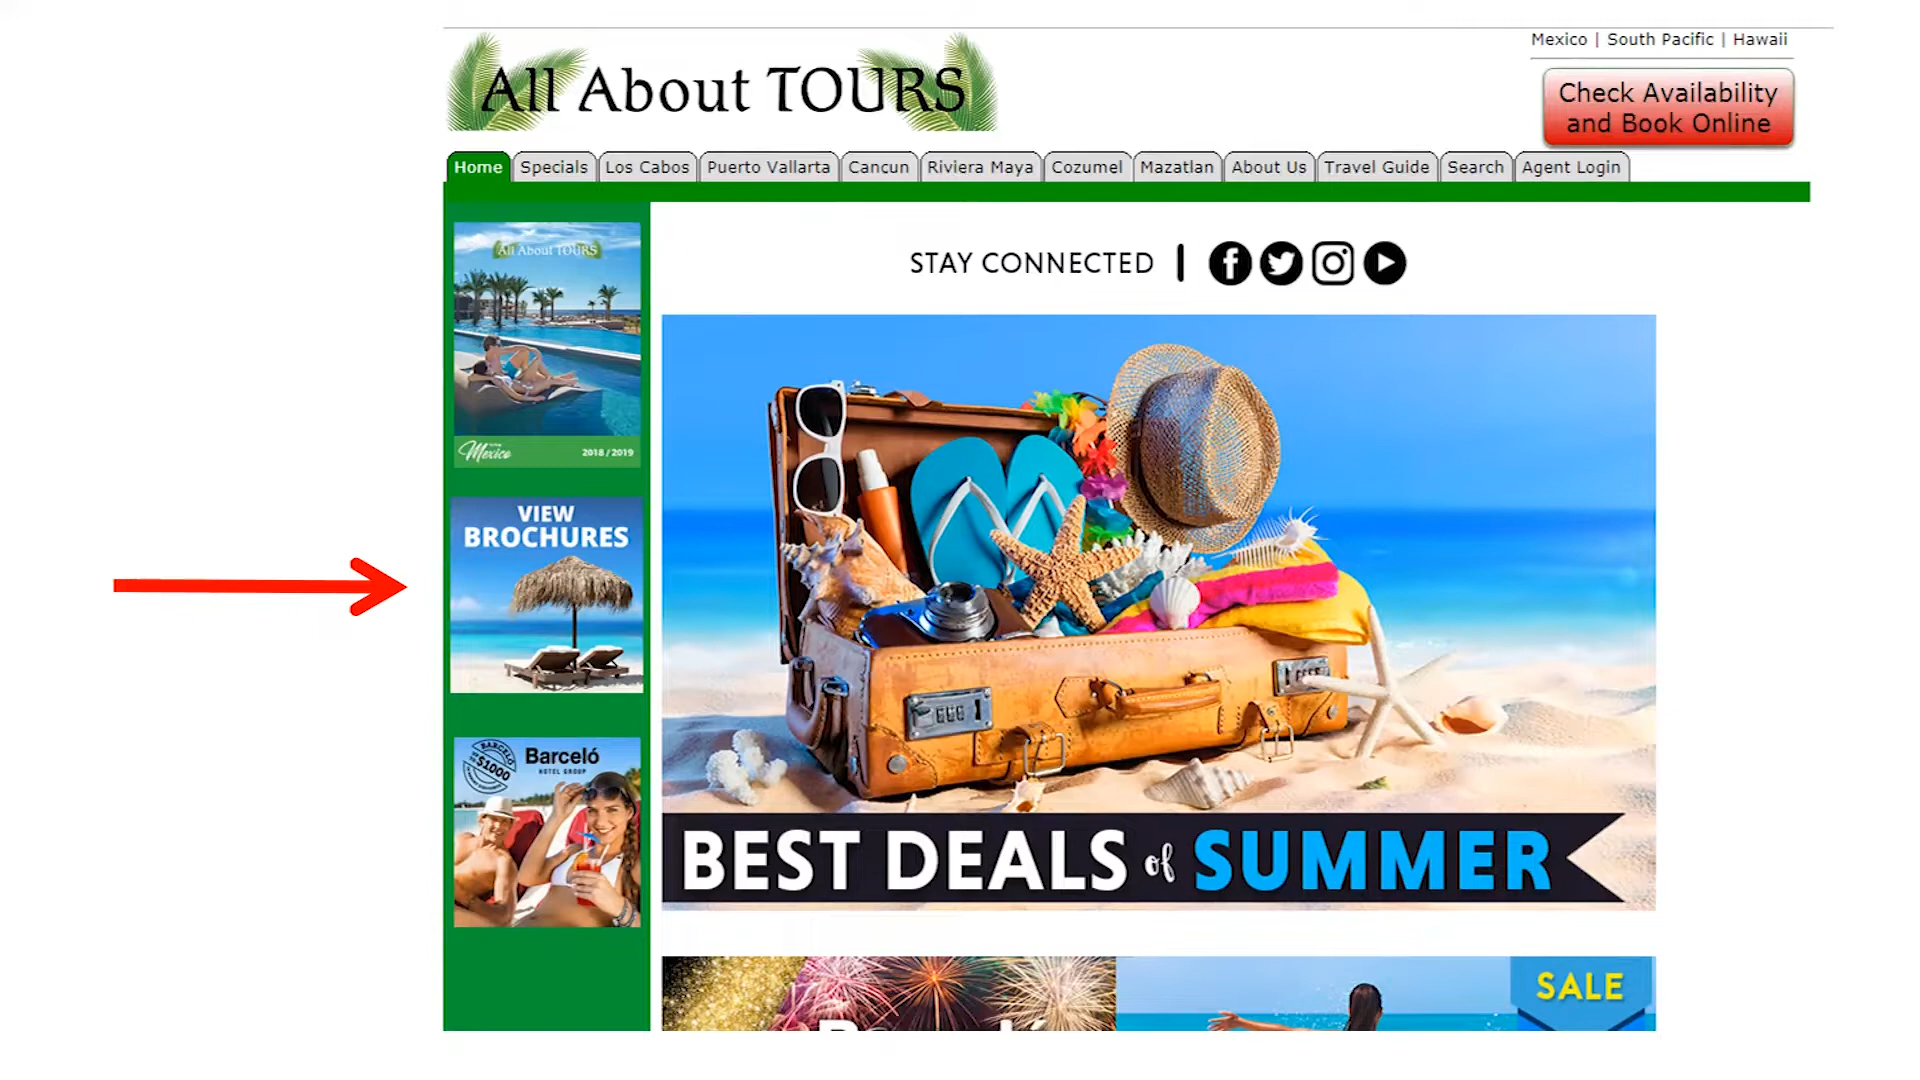 Mexico | South Pacific | Hawaii
All About TOURS
Check Availability
and Book Online
Home Specials Los Cabos Puerto Vallarta Cancun Riviera Maya Cozumel Mazatlan About Us Travel Guide Search Agent Login
All About TOURS
Mexico
2018 / 2019
VIEW
BROCHURES
BARCELÓ
$1000
Barceló
HOTEL GROUP
STAY CONNECTED |
BEST DEALS of SUMMER
SALE